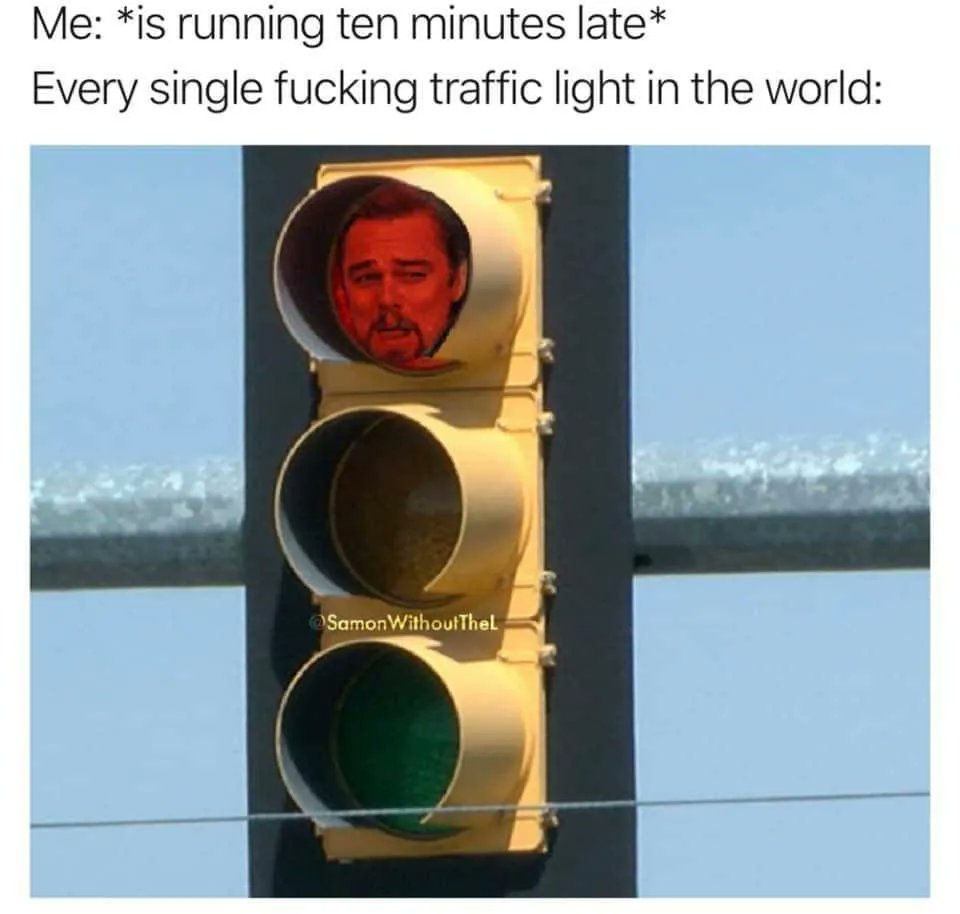 Me: *is running ten minutes late*
Every single fucking traffic light in the world:
@SamonWithoutTheL